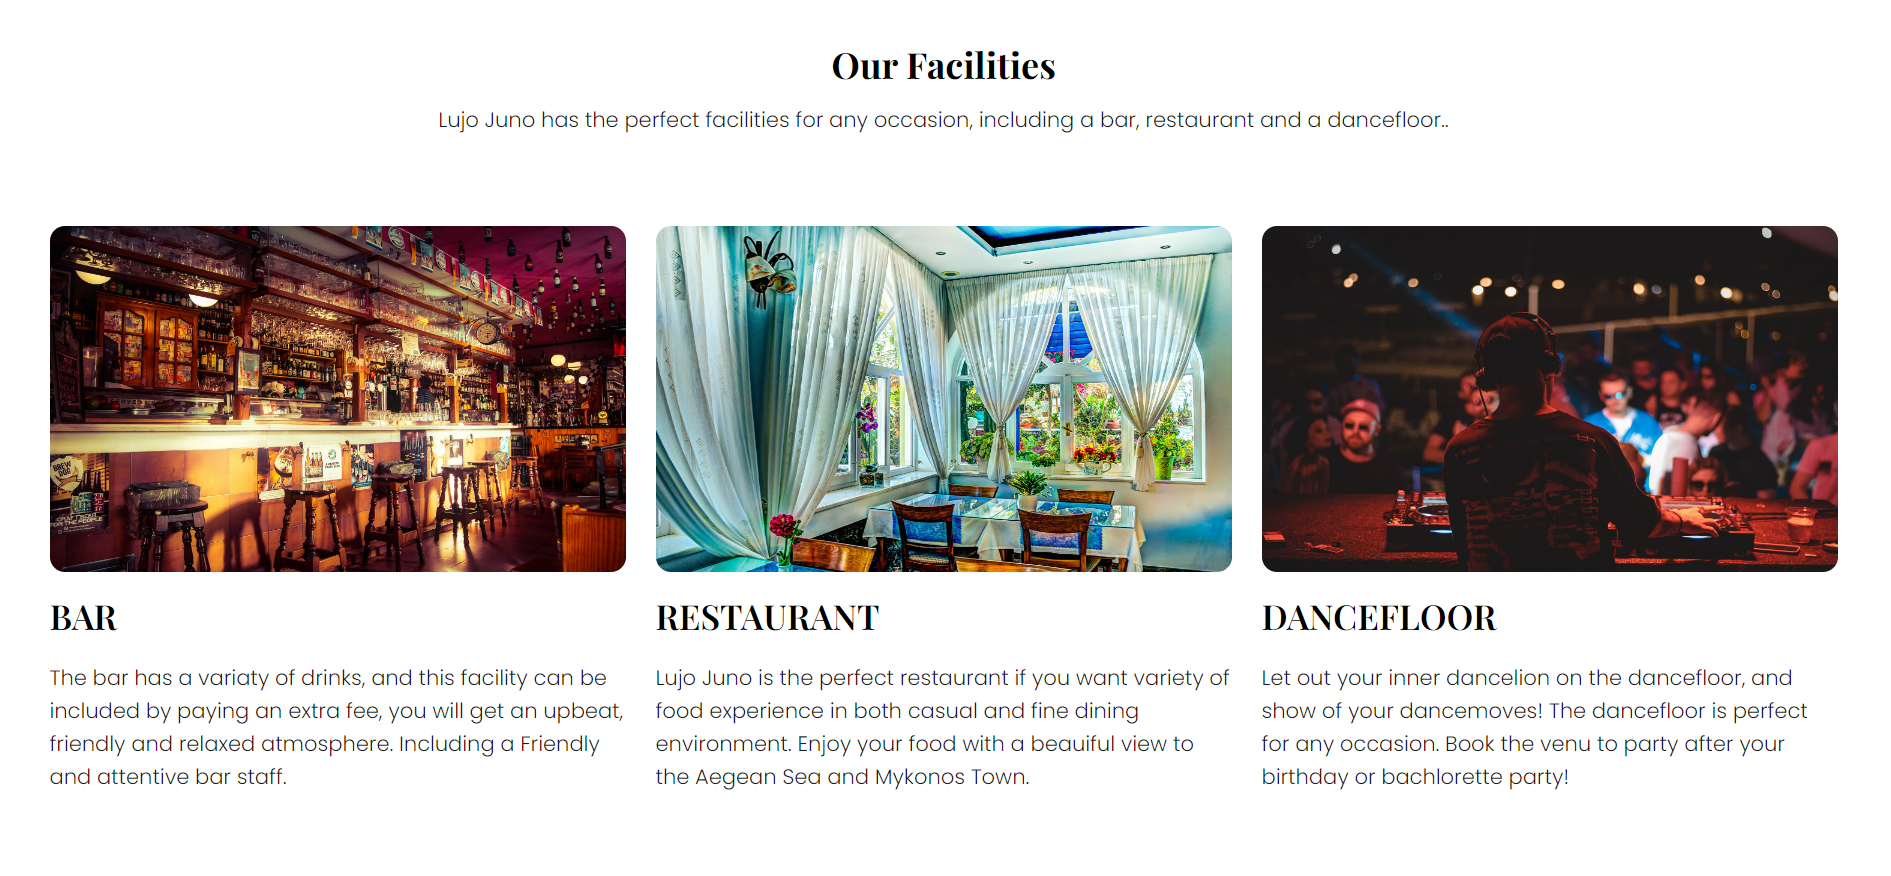 Our Facilities
Lujo Juno has the perfect facilities for any occasion, including a bar, restaurant and a dancefloor..
BAR
The bar has a variaty of drinks, and this facility can be
included by paying an extra fee, you will get an upbeat,
friendly and relaxed atmosphere. Including a Friendly
and attentive bar staff.
RESTAURANT
Lujo Juno is the perfect restaurant if you want variety of
food experience in both casual and fine dining
environment. Enjoy your food with a beauiful view to
the Aegean Sea and Mykonos Town.
DANCEFLOOR
Let out your inner dancelion on the dancefloor, and
show of your dancemoves! The dancefloor is perfect
for any occasion. Book the venu to party after your
birthday or bachlorette party!